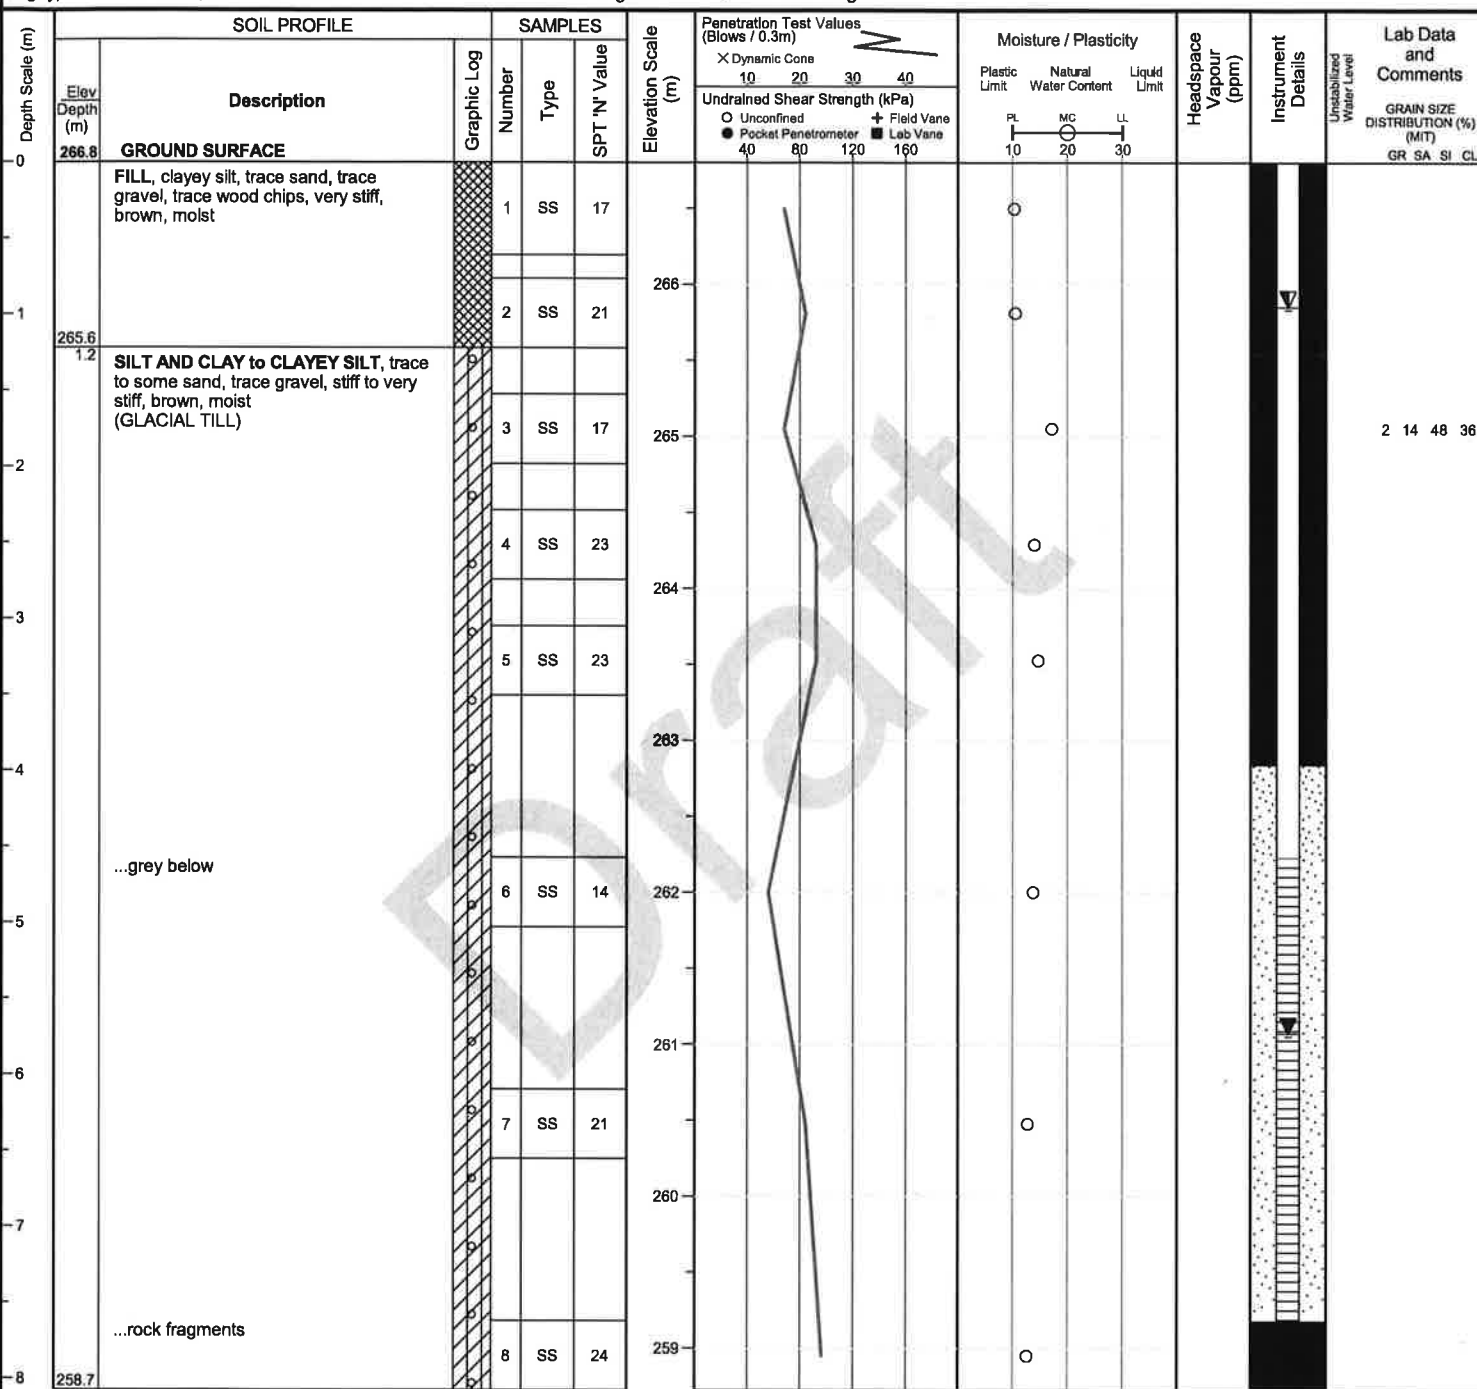 SOIL PROFILE
SAMPLES
Depth Scale (m)
Elev
Depth
(m)
Description
Graphic Log
Number
Type
SPT 'N' Value
Elevation Scale
(m)
Penetration Test Values
(Blows / 0.3m)
X Dynamic Cone
10 20 30 40
Undrained Shear Strength (kPa)
Unconfined
Field Vane
Pocket Penetrometer
Lab Vane
40 80 120 160
Moisture / Plasticity
Plastic
Limit
Natural
Water Content
Liquid
Limit
PL MC LL
10 20 30
Headspace
Vapour
(ppm)
Instrument
Details
Unstabilized
Water Level
Lab Data
and
Comments
GRAIN SIZE
DISTRIBUTION (%)
(MIT)
GR SA SI CL
0
266.8
GROUND SURFACE
FILL, clayey silt, trace sand, trace
gravel, trace wood chips, very stiff,
brown, moist
1 SS 17
266
1
2 SS 21
265.6
1.2
SILT AND CLAY to CLAYEY SILT, trace
to some sand, trace gravel, stiff to very
stiff, brown, moist
(GLACIAL TILL)
3 SS 17
265
2 14 48 36
2
4 SS 23
264
3
5 SS 23
263
4
...grey below
6 SS 14
262
5
261
6
7 SS 21
260
7
...rock fragments
8 SS 24
259
8
258.7
Draft